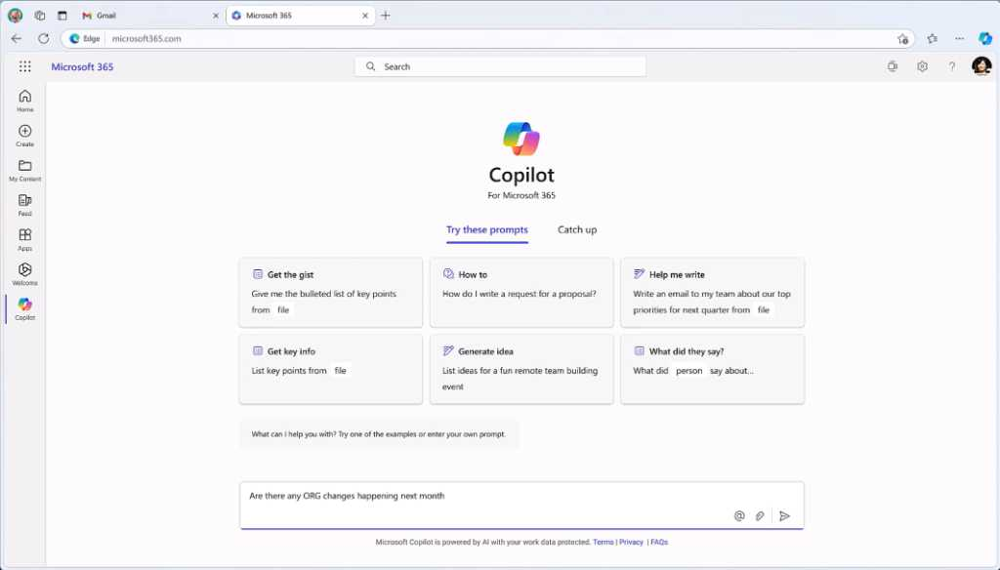 Gmail
Microsoft 365
Edge
microsoft365.com
Microsoft 365
Search
?
Home
Create
My Content
Feed
Apps
Welcome
Copilot
Copilot
For Microsoft 365
Try these prompts
Catch up
Get the gist
Give me the bulleted list of key points
from file
How to
How do I write a request for a proposal?
Help me write
Write an email to my team about our top
priorities for next quarter from file
Get key info
List key points from file
Generate idea
List ideas for a fun remote team building
event
What did they say?
What did person say about...
What can I help you with? Try one of the examples or enter your own prompt.
Are there any ORG changes happening next month
@
Microsoft Copilot is powered by AI with your work data protected. Terms | Privacy | FAQs